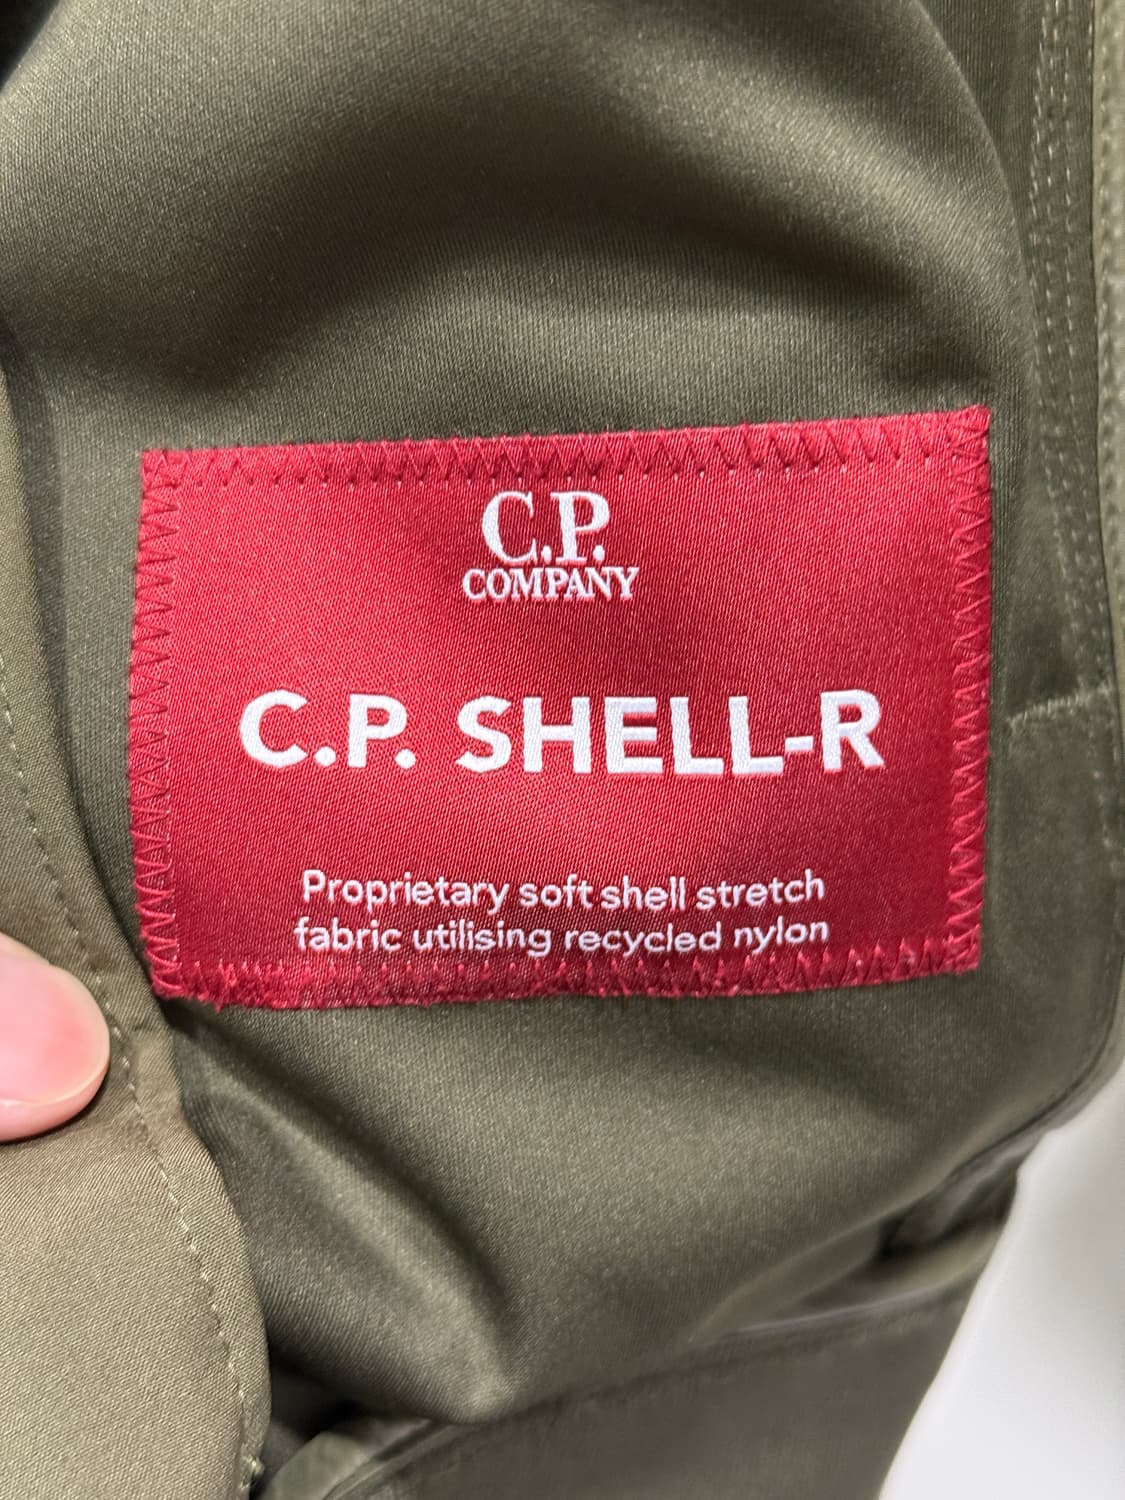 C.P.
COMPANY
C.P. SHELL-R
Proprietary soft shell stretch
fabric utilising recycled nylon